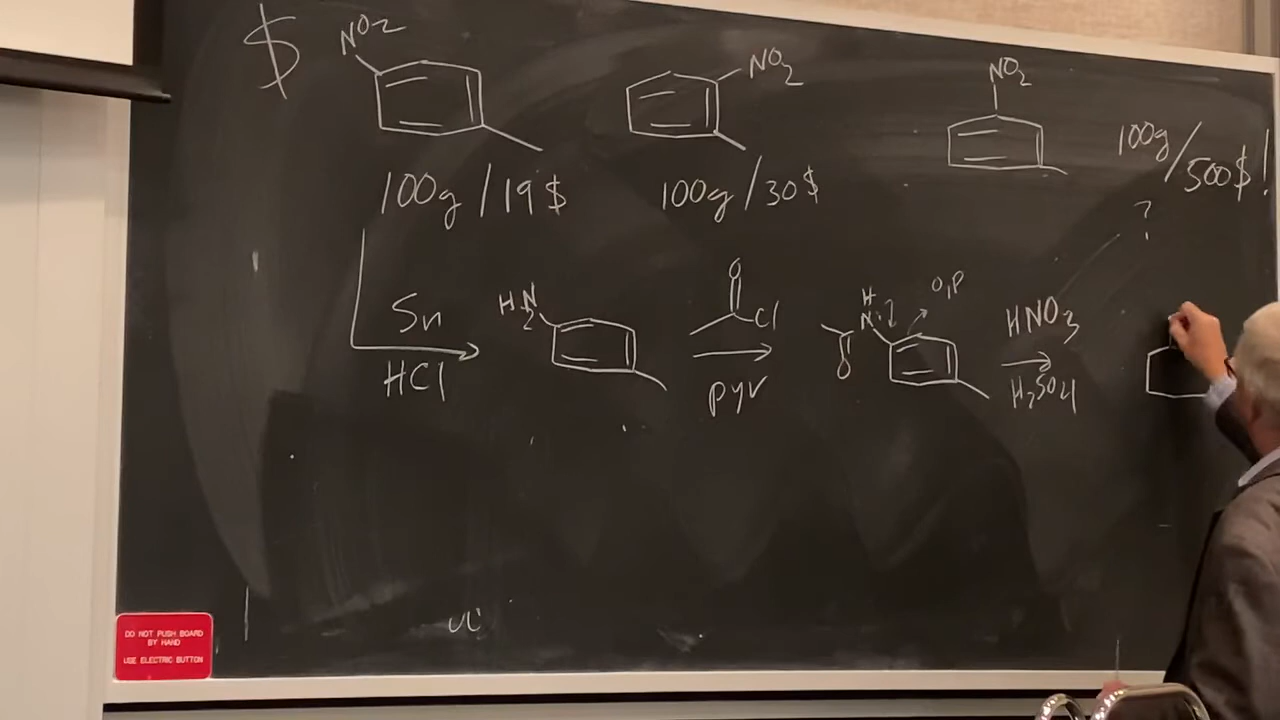 $
NO2
NO2
NO2
100g/19$
100g/30$
100g/500$!
?
Sn
HCl
H2N
O
Cl
pyr
H
N
O
O,P
HNO3
H2SO4
DO NOT PUSH BOARD
BY HAND
USE ELECTRIC BUTTON